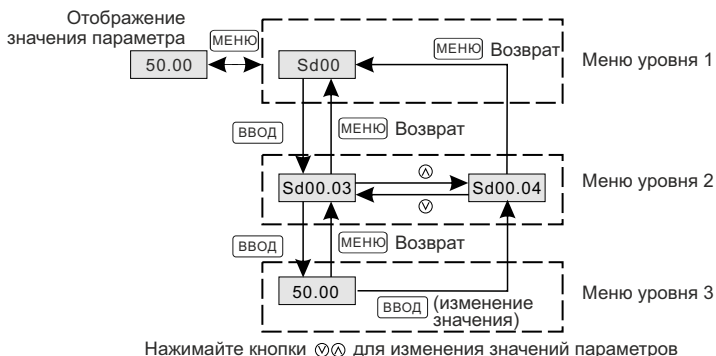 Отображение
значения параметра
МЕНЮ
50.00
Sd00
МЕНЮ Возврат
Меню уровня 1
ВВОД
МЕНЮ Возврат
Sd00.03
Sd00.04
Меню уровня 2
ВВОД
МЕНЮ Возврат
50.00
ВВОД (изменение
значения)
Меню уровня 3
Нажимайте кнопки для изменения значений параметров